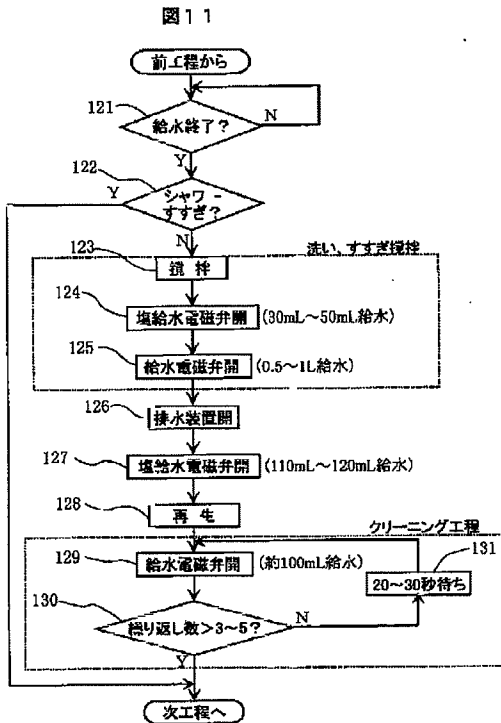 図11
前工程から
121
給水終了?
N
Y
122
Y
シャワー
すすぎ?
N
洗い、すすぎ撹拌
123
撹 拌
124
塩給水電磁弁開
(30mL～50mL給水)
125
給水電磁弁開
(0.5～1L給水)
126
排水装置開
127
塩給水電磁弁開
(110mL～120mL給水)
128
再 生
クリーニング工程
129
給水電磁弁開
(約100mL給水)
131
20～30秒待ち
130
繰り返し数>3～5?
N
Y
次工程へ